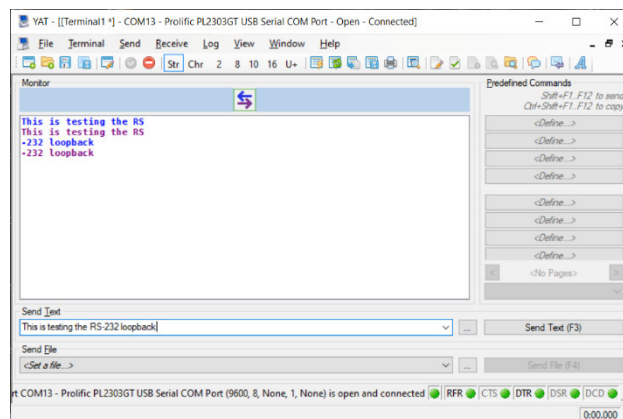 YAT - [[Terminal1 *] - COM13 - Prolific PL2303GT USB Serial COM Port - Open - Connected]
File Terminal Send Receive Log View Window Help
Str Chr 2 8 10 16 U+
Monitor
Predefined Commands
Shift+F1..F12 to send
Ctrl+Shift+F1..F12 to copy
This is testing the RS
This is testing the RS
-232 loopback
-232 loopback
<Define...>
<Define...>
<Define...>
<Define...>
<Define...>
<Define...>
<Define...>
<Define...>
< <No Pages> >
Send Text
This is testing the RS-232 loopback
...
Send Text (F3)
Send File
<Set a file...>
...
Send File (F4)
rt COM13 - Prolific PL2303GT USB Serial COM Port (9600, 8, None, 1, None) is open and connected RFR CTS DTR DSR DCD
0:00.000